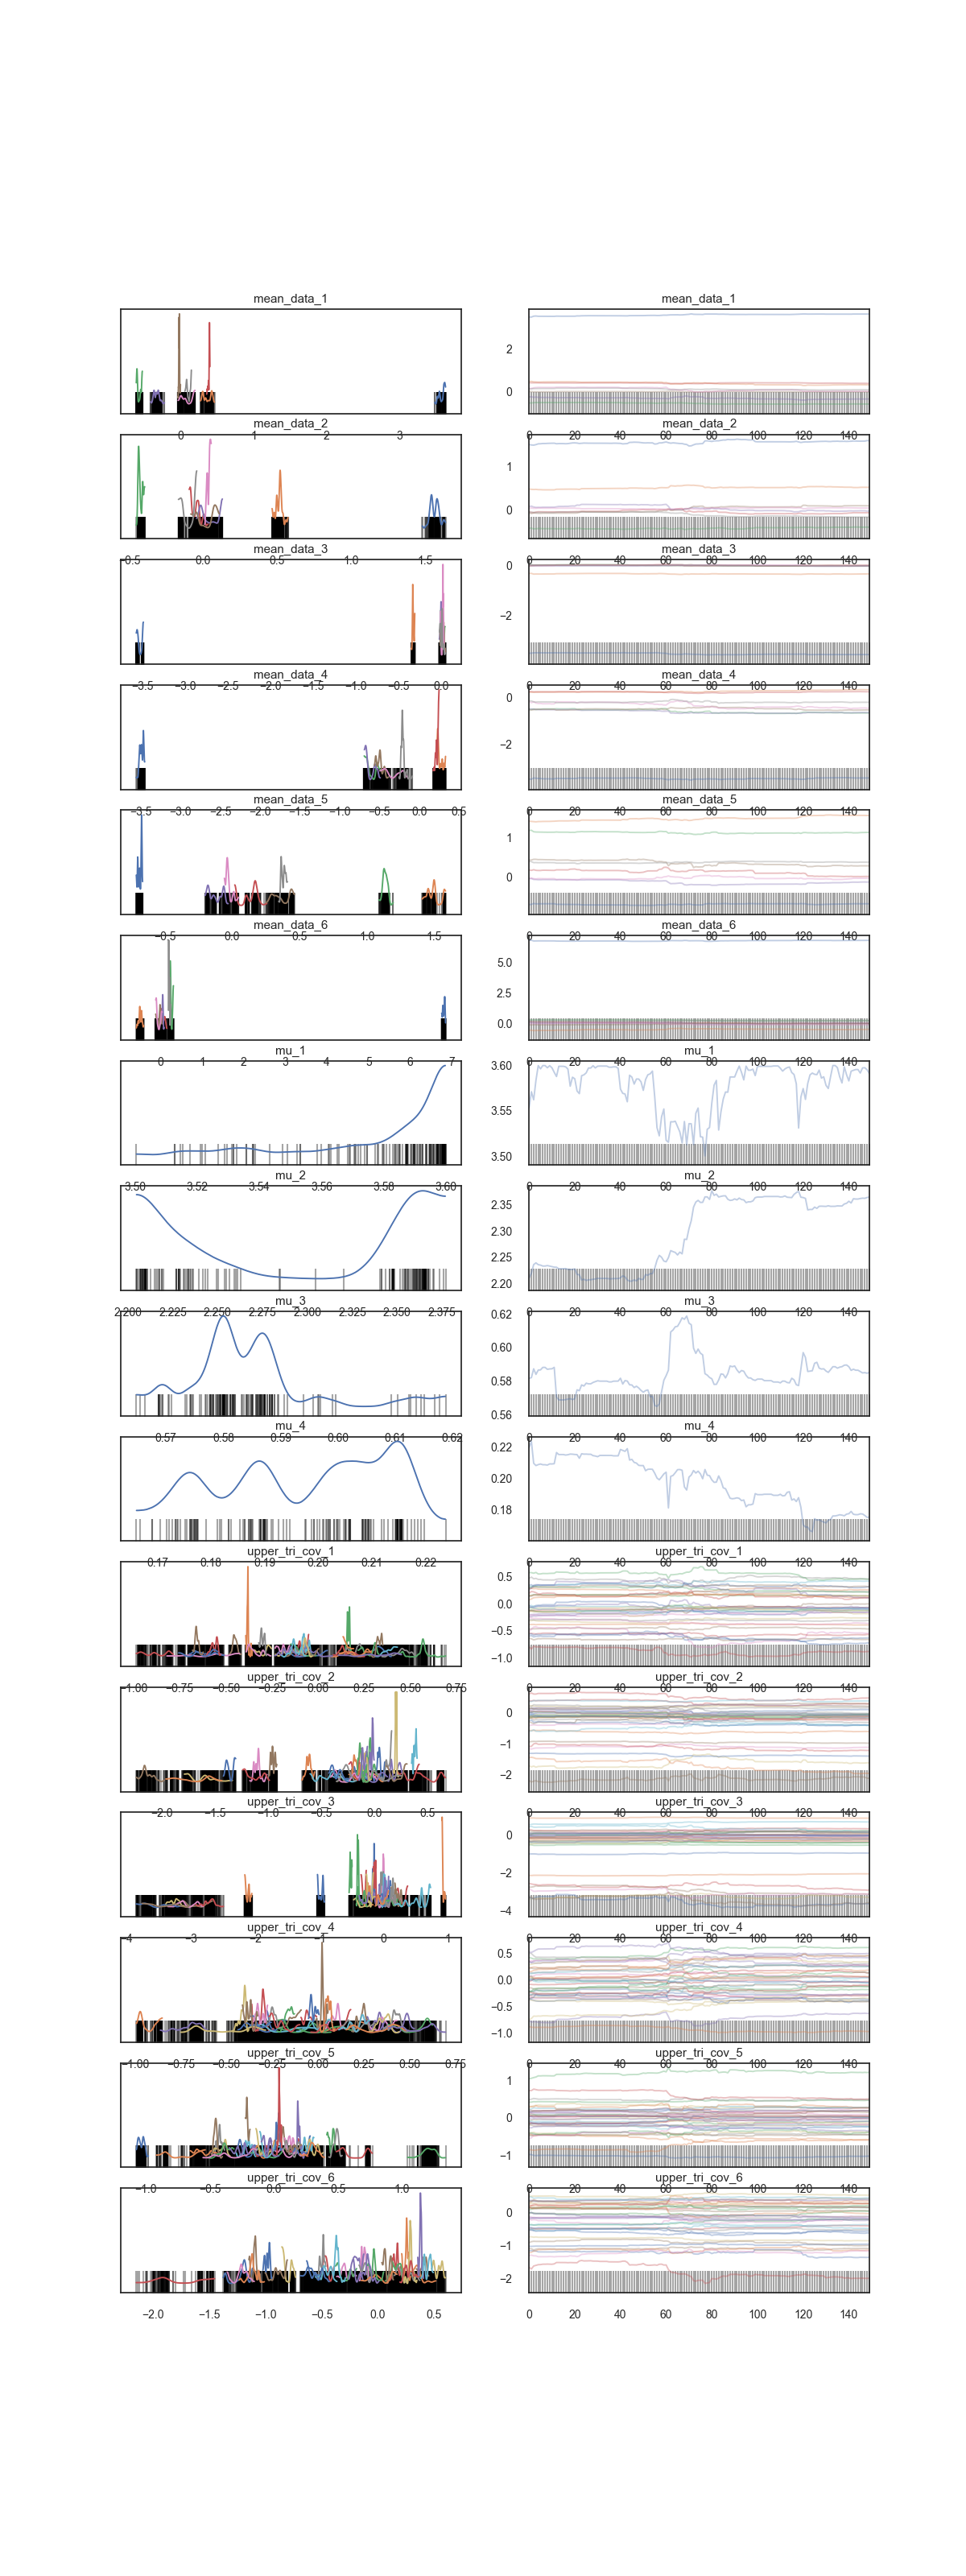 mean_data_1 mean_data_1
2
0
mean_data_2 mean_data_2
0 1 2 3 0 20 40 60 80 100 120 140
1
0
mean_data_3 mean_data_3
−0.5 0.0 0.5 1.0 1.5 0 20 40 60 80 100 120 140
0
−2
mean_data_4 mean_data_4
−3.5 −3.0 −2.5 −2.0 −1.5 −1.0 −0.5 0.0 0 20 40 60 80 100 120 140
0
−2
mean_data_5 mean_data_5
−3.5 −3.0 −2.5 −2.0 −1.5 −1.0 −0.5 0.0 0.5 0 20 40 60 80 100 120 140
1
0
mean_data_6 mean_data_6
−0.5 0.0 0.5 1.0 1.5 0 20 40 60 80 100 120 140
5.0
2.5
0.0
mu_1 mu_1
0 1 2 3 4 5 6 7 0 20 40 60 80 100 120 140
3.60
3.55
3.50
mu_2 mu_2
3.50 3.52 3.54 3.56 3.58 3.60 0 20 40 60 80 100 120 140
2.35
2.30
2.25
2.20
mu_3 mu_3
2.200 2.225 2.250 2.275 2.300 2.325 2.350 2.375 0 20 40 60 80 100 120 140
0.62
0.60
0.58
0.56
mu_4 mu_4
0.57 0.58 0.59 0.60 0.61 0.62 0 20 40 60 80 100 120 140
0.22
0.20
0.18
upper_tri_cov_1 upper_tri_cov_1
0.17 0.18 0.19 0.20 0.21 0.22 0 20 40 60 80 100 120 140
0.5
0.0
−0.5
−1.0
upper_tri_cov_2 upper_tri_cov_2
−1.00 −0.75 −0.50 −0.25 0.00 0.25 0.50 0.75 0 20 40 60 80 100 120 140
0
−1
−2
upper_tri_cov_3 upper_tri_cov_3
−2.0 −1.5 −1.0 −0.5 0.0 0.5 0 20 40 60 80 100 120 140
0
−2
−4
upper_tri_cov_4 upper_tri_cov_4
−4 −3 −2 −1 0 1 0 20 40 60 80 100 120 140
0.5
0.0
−0.5
−1.0
upper_tri_cov_5 upper_tri_cov_5
−1.00 −0.75 −0.50 −0.25 0.00 0.25 0.50 0.75 0 20 40 60 80 100 120 140
1
0
−1
upper_tri_cov_6 upper_tri_cov_6
−1.0 −0.5 0.0 0.5 1.0 0 20 40 60 80 100 120 140
0
−1
−2
−2.0 −1.5 −1.0 −0.5 0.0 0.5 0 20 40 60 80 100 120 140